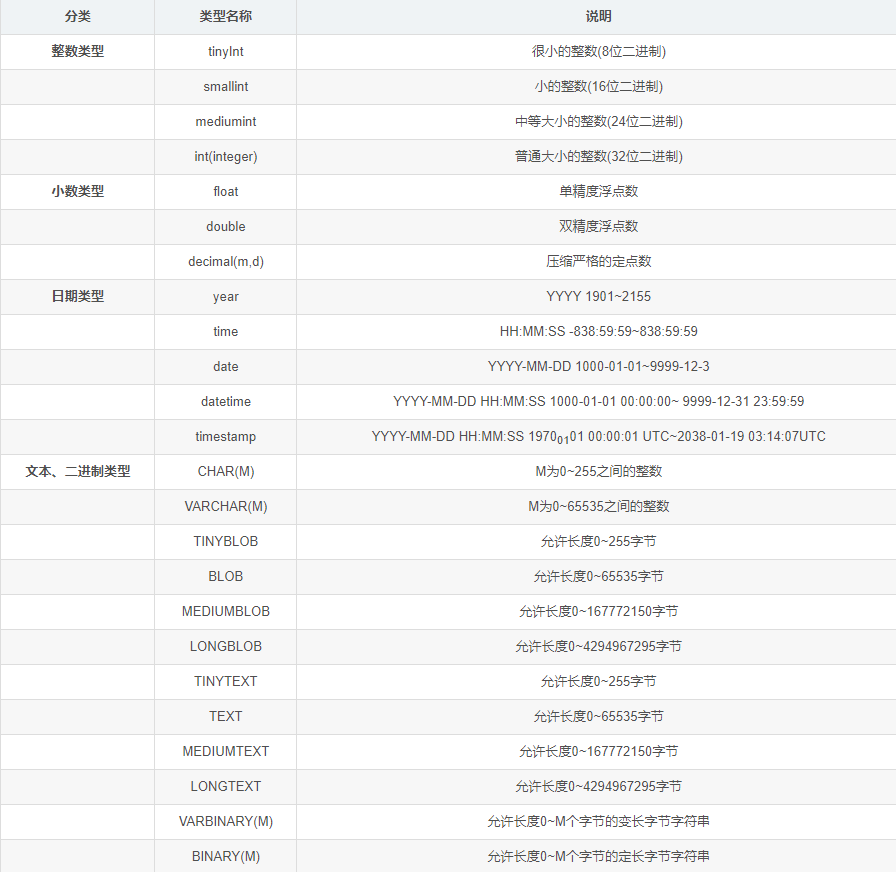 分类 类型名称 说明
整数类型 tinyInt 很小的整数(8位二进制)
smallint 小的整数(16位二进制)
mediumint 中等大小的整数(24位二进制)
int(integer) 普通大小的整数(32位二进制)
小数类型 float 单精度浮点数
double 双精度浮点数
decimal(m,d) 压缩严格的定点数
日期类型 year YYYY 1901~2155
time HH:MM:SS -838:59:59~838:59:59
date YYYY-MM-DD 1000-01-01~9999-12-3
datetime YYYY-MM-DD HH:MM:SS 1000-01-01 00:00:00~ 9999-12-31 23:59:59
timestamp YYYY-MM-DD HH:MM:SS 19700101 00:00:01 UTC~2038-01-19 03:14:07UTC
文本、二进制类型 CHAR(M) M为0~255之间的整数
VARCHAR(M) M为0~65535之间的整数
TINYBLOB 允许长度0~255字节
BLOB 允许长度0~65535字节
MEDIUMBLOB 允许长度0~167772150字节
LONGBLOB 允许长度0~4294967295字节
TINYTEXT 允许长度0~255字节
TEXT 允许长度0~65535字节
MEDIUMTEXT 允许长度0~167772150字节
LONGTEXT 允许长度0~4294967295字节
VARBINARY(M) 允许长度0~M个字节的变长字节字符串
BINARY(M) 允许长度0~M个字节的定长字节字符串